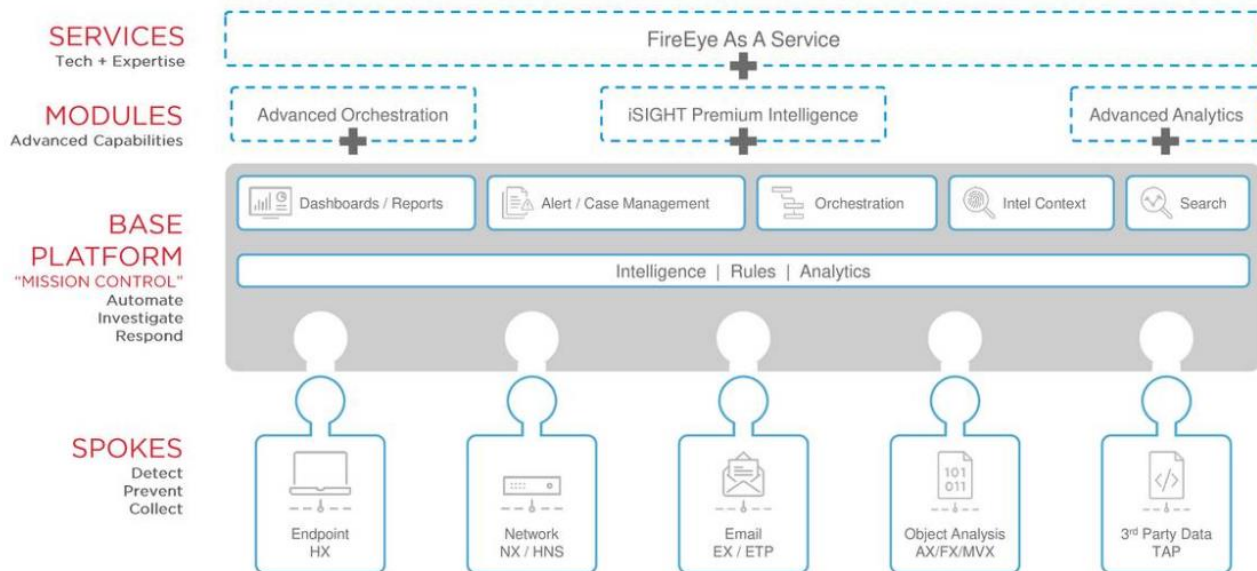 SERVICES
Tech + Expertise
FireEye As A Service
MODULES
Advanced Capabilities
Advanced Orchestration
iSIGHT Premium Intelligence
Advanced Analytics
BASE
PLATFORM
"MISSION CONTROL"
Automate
Investigate
Respond
Dashboards / Reports
Alert / Case Management
Orchestration
Intel Context
Search
Intelligence | Rules | Analytics
SPOKES
Detect
Prevent
Collect
Endpoint
HX
Network
NX / HNS
Email
EX / ETP
101
011
Object Analysis
AX/FX/MVX
</>
3rd Party Data
TAP